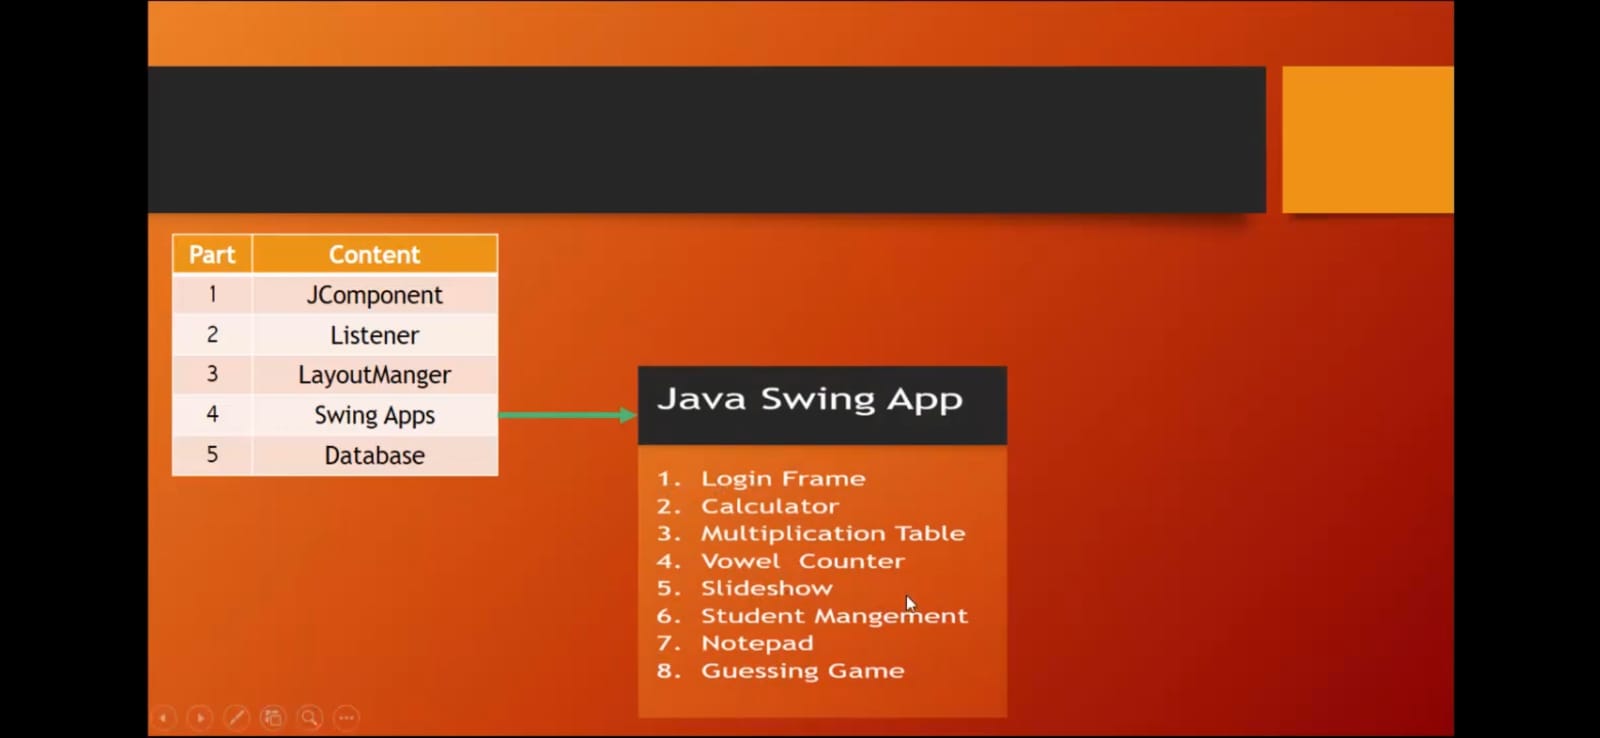 Part Content
1 JComponent
2 Listener
3 LayoutManger
4 Swing Apps
5 Database
Java Swing App
1. Login Frame
2. Calculator
3. Multiplication Table
4. Vowel Counter
5. Slideshow
6. Student Mangement
7. Notepad
8. Guessing Game